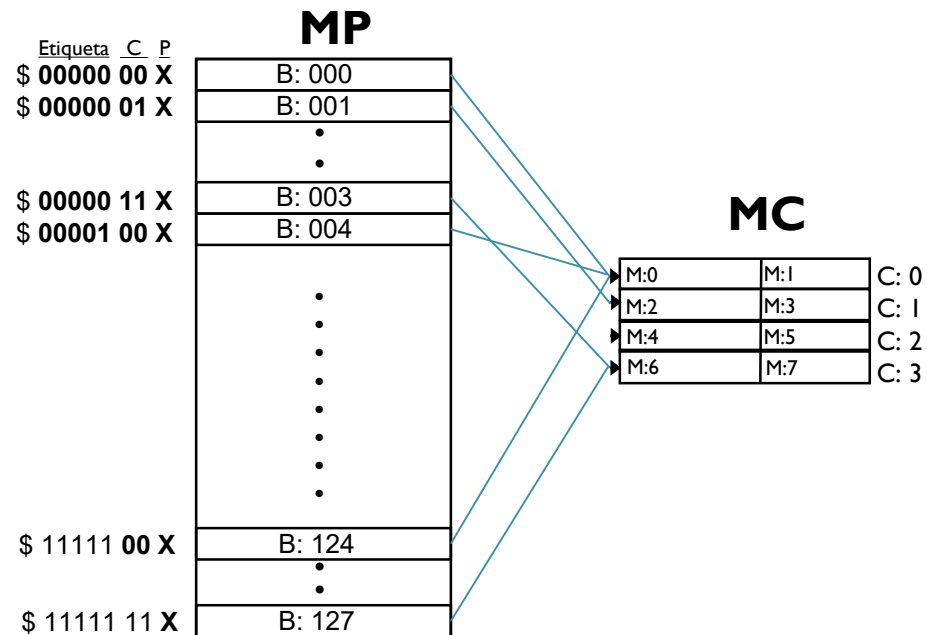 MP
Etiqueta C P
$ 00000 00 X B: 000
$ 00000 01 X B: 001
$ 00000 11 X B: 003
$ 00001 00 X B: 004
MC
M:0 M:1 C: 0
M:2 M:3 C: 1
M:4 M:5 C: 2
M:6 M:7 C: 3
$ 11111 00 X B: 124
$ 11111 11 X B: 127